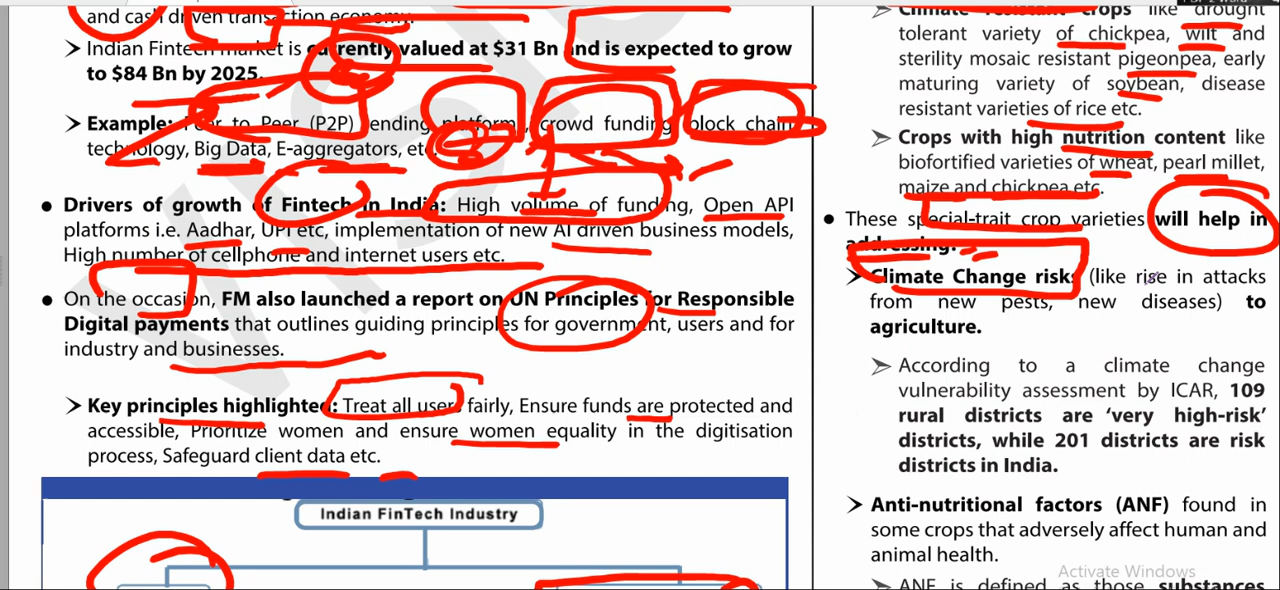 and cash driven transaction economy.
➤ Indian Fintech market is currently valued at $31 Bn and is expected to grow
to $84 Bn by 2025.
➤ Example: Peer to Peer (P2P) lending platforms, crowd funding, block chain
technology, Big Data, E-aggregators, etc.
● Drivers of growth of Fintech in India: High volume of funding, Open API
platforms i.e. Aadhar, UPI etc, implementation of new AI driven business models,
High number of cellphone and internet users etc.
● On the occasion, FM also launched a report on UN Principles for Responsible
Digital payments that outlines guiding principles for government, users and for
industry and businesses.
➤ Key principles highlighted: Treat all users fairly, Ensure funds are protected and
accessible, Prioritize women and ensure women equality in the digitisation
process, Safeguard client data etc.
Indian FinTech Industry
➤ Climate resistant crops like drought
tolerant variety of chickpea, wilt and
sterility mosaic resistant pigeonpea, early
maturing variety of soybean, disease
resistant varieties of rice etc.
➤ Crops with high nutrition content like
biofortified varieties of wheat, pearl millet,
maize and chickpea etc.
● These special-trait crop varieties will help in
addressing:
➤ Climate Change risks (like rise in attacks
from new pests, new diseases) to
agriculture.
➤ According to a climate change
vulnerability assessment by ICAR, 109
rural districts are ‘very high-risk’
districts, while 201 districts are risk
districts in India.
➤ Anti-nutritional factors (ANF) found in
some crops that adversely affect human and
animal health.
➤ ANF is defined as those substances
Activate Windows